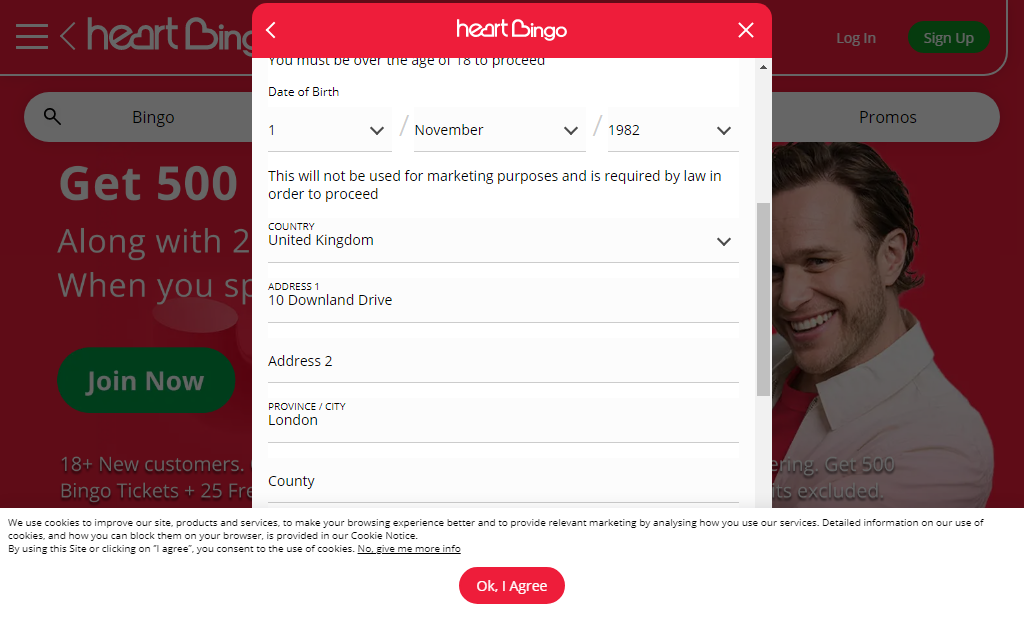 heart Bingo
heart Bing
Log In
Sign Up
You must be over the age of 18 to proceed
Date of Birth
1 / November / 1982
Bingo
Promos
This will not be used for marketing purposes and is required by law in
order to proceed
Get 500
Along with 2
When you sp
COUNTRY
United Kingdom
ADDRESS 1
10 Downland Drive
Address 2
Join Now
PROVINCE / CITY
London
County
18+ New customers.
ering. Get 500
Bingo Tickets + 25 Fre
its excluded.
We use cookies to improve our site, products and services, to make your browsing experience better and to provide relevant marketing by analysing how you use our services. Detailed information on our use of
cookies, and how you can block them on your browser, is provided in our Cookie Notice.
By using this Site or clicking on "I agree", you consent to the use of cookies. No, give me more info
Ok, I Agree